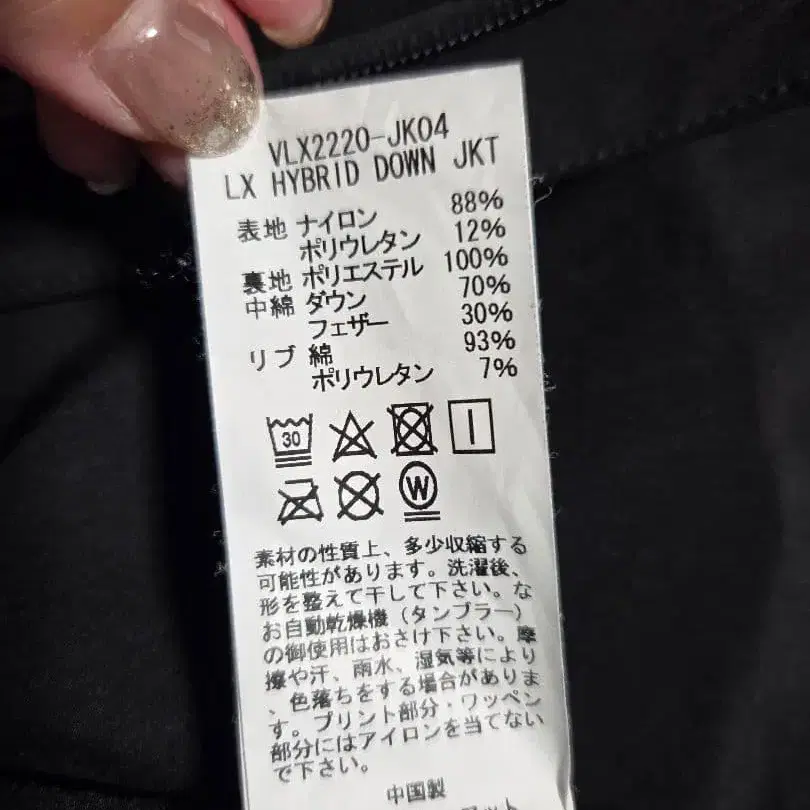 VLX2220-JK04
LX HYBRID DOWN JKT
表地 ナイロン 88%
ポリウレタン 12%
裏地 ポリエステル 100%
中綿 ダウン 70%
フェザー 30%
リブ 綿 93%
ポリウレタン 7%
30
W
素材の性質上、多少収縮する
可能性があります。洗濯後、
形を整えて干して下さい。な
お自動乾燥機（タンブラー）
の御使用はおさけ下さい。摩
擦や汗、雨水、湿気等により
、色落ちをする場合がありま
す。プリント部分・ワッペン
部分にはアイロンを当てない
で下さい。
中国製